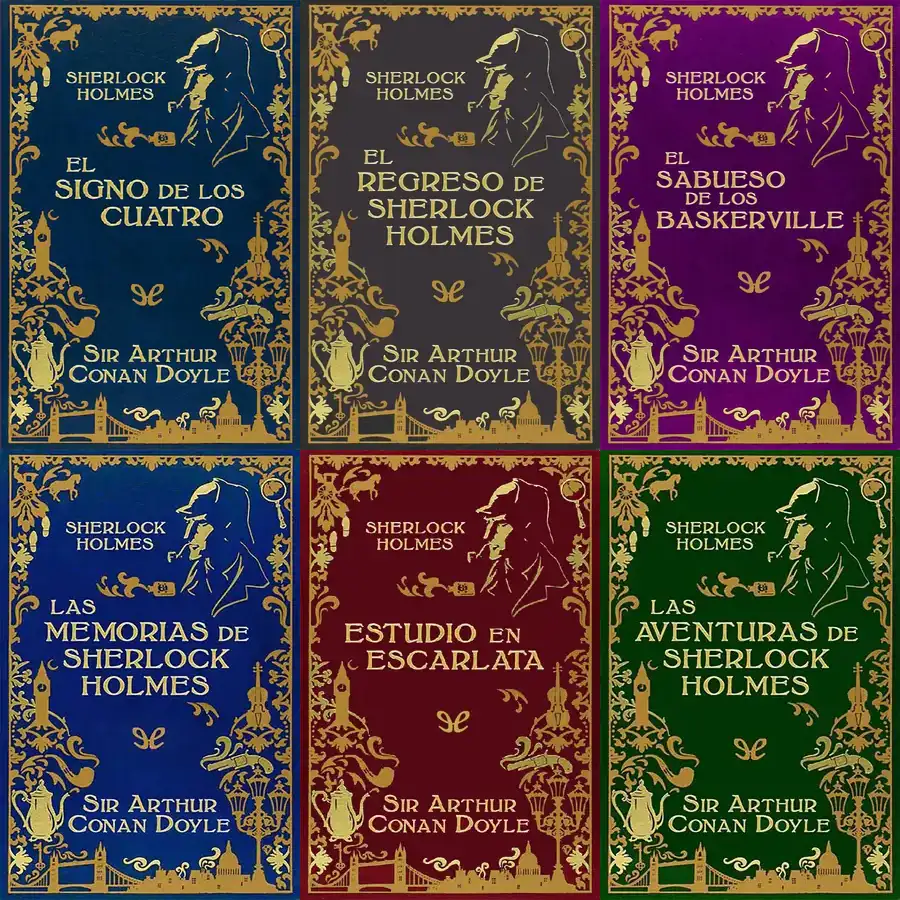 SHERLOCK
HOLMES
EL
SIGNO DE LOS
CUATRO
SIR ARTHUR
CONAN DOYLE
SHERLOCK
HOLMES
EL
REGRESO DE
SHERLOCK
HOLMES
SIR ARTHUR
CONAN DOYLE
SHERLOCK
HOLMES
EL
SABUESO
DE LOS
BASKERVILLE
SIR ARTHUR
CONAN DOYLE
SHERLOCK
HOLMES
LAS
MEMORIAS DE
SHERLOCK
HOLMES
SIR ARTHUR
CONAN DOYLE
SHERLOCK
HOLMES
ESTUDIO EN
ESCARLATA
SIR ARTHUR
CONAN DOYLE
SHERLOCK
HOLMES
LAS
AVENTURAS DE
SHERLOCK
HOLMES
SIR ARTHUR
CONAN DOYLE